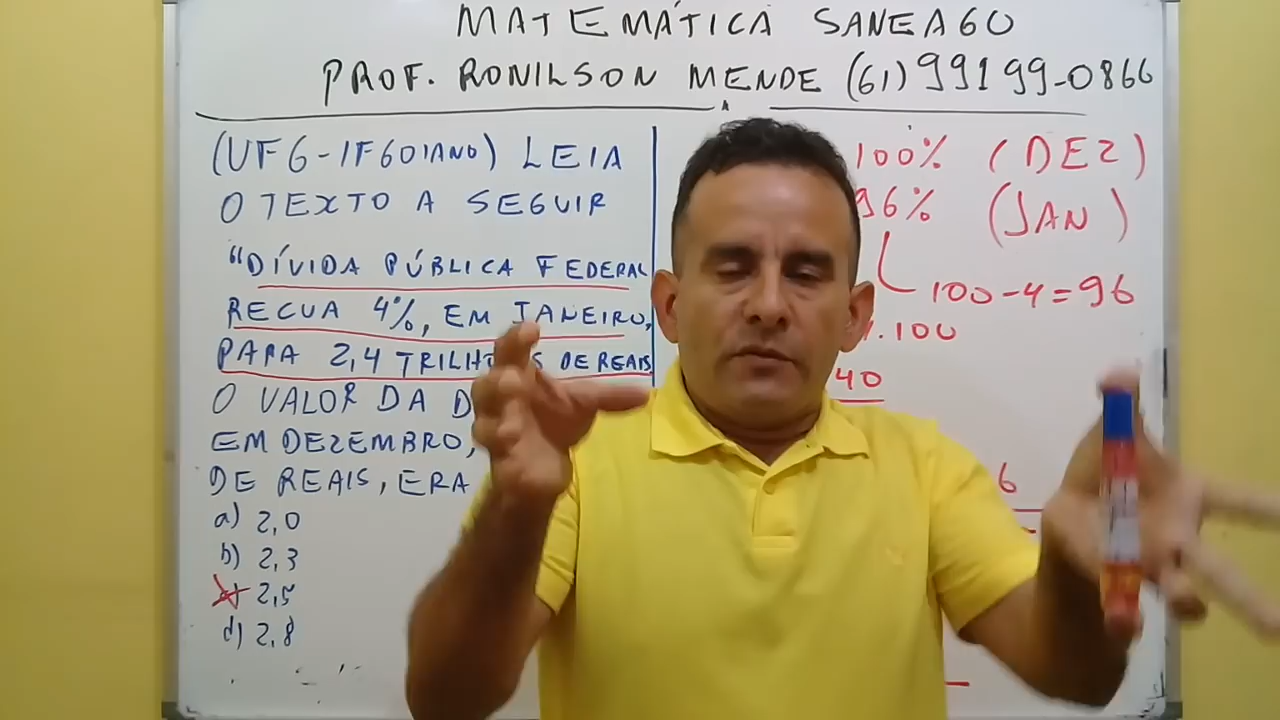 MATEMÁTICA SANEAGO
PROF. RONILSON MENDE (61) 99199-0866
(UFG-IFGOIANO) LEIA
O TEXTO A SEGUIR
"DÍVIDA PÚBLICA FEDERAL
RECUA 4%, EM JANEIRO,
PARA 2,4 TRILHÕES DE REAIS
O VALOR DA D
EM DEZEMBRO,
DE REAIS, ERA
a) 2,0
b) 2,3
c) 2,5
d) 2,8
100% (DEZ)
96% (JAN)
100-4=96
.100
40
6